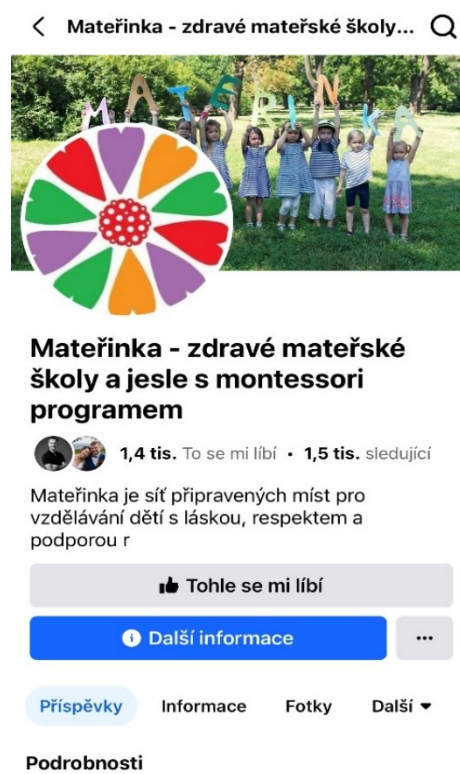 Mateřinka - zdravé mateřské školy...
MATEŘINKA
Mateřinka - zdravé mateřské
školy a jesle s montessori
programem
1,4 tis. To se mi líbí • 1,5 tis. sledující
Mateřinka je síť připravených míst pro
vzdělávání dětí s láskou, respektem a
podporou r
Tohle se mi líbí
Další informace
Příspěvky Informace Fotky Další
Podrobnosti